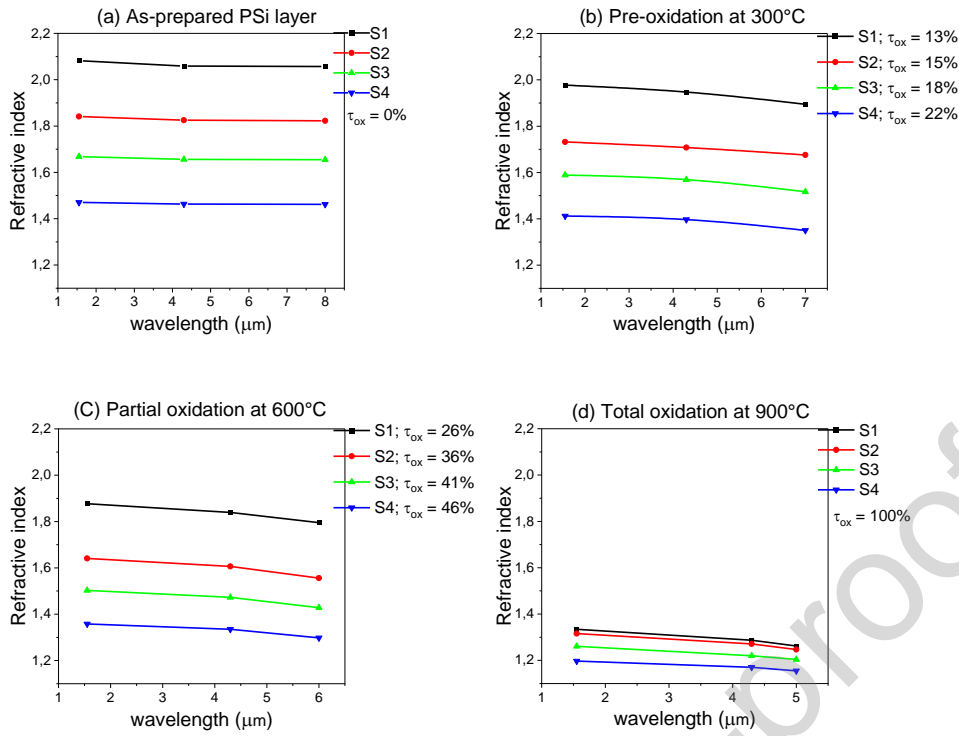 (a) As-prepared PSi layer
2,2
2,0
1,8
1,6
1,4
1,2
Refractive index
1 2 3 4 5 6 7 8
wavelength (μm)
S1
S2
S3
S4
τox = 0%
(b) Pre-oxidation at 300°C
2,2
2,0
1,8
1,6
1,4
1,2
Refractive index
1 2 3 4 5 6 7
wavelength (μm)
S1; τox = 13%
S2; τox = 15%
S3; τox = 18%
S4; τox = 22%
(C) Partial oxidation at 600°C
2,2
2,0
1,8
1,6
1,4
1,2
Refractive index
1 2 3 4 5 6
wavelength (μm)
S1; τox = 26%
S2; τox = 36%
S3; τox = 41%
S4; τox = 46%
(d) Total oxidation at 900°C
2,2
2,0
1,8
1,6
1,4
1,2
Refractive index
1 2 3 4 5
wavelength (μm)
S1
S2
S3
S4
τox = 100%
proof